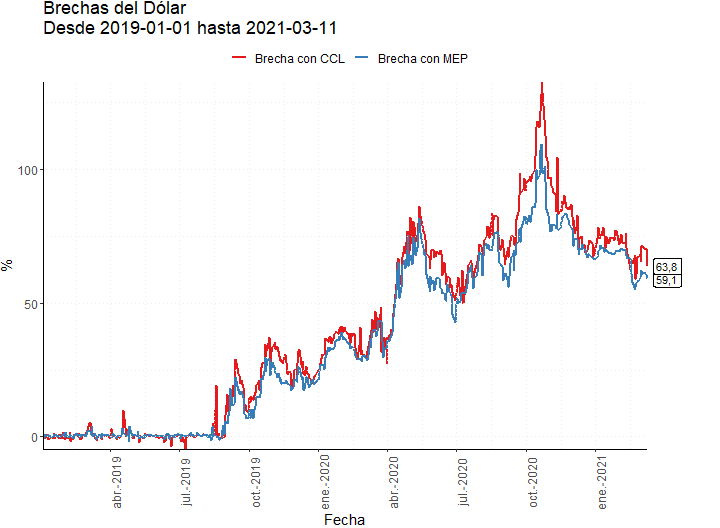 Brechas del Dólar
Desde 2019-01-01 hasta 2021-03-11
Brecha con CCL
Brecha con MEP
%
100
50
0
63,8
59,1
abr.-2019
jul.-2019
oct.-2019
ene.-2020
abr.-2020
jul.-2020
oct.-2020
ene.-2021
Fecha